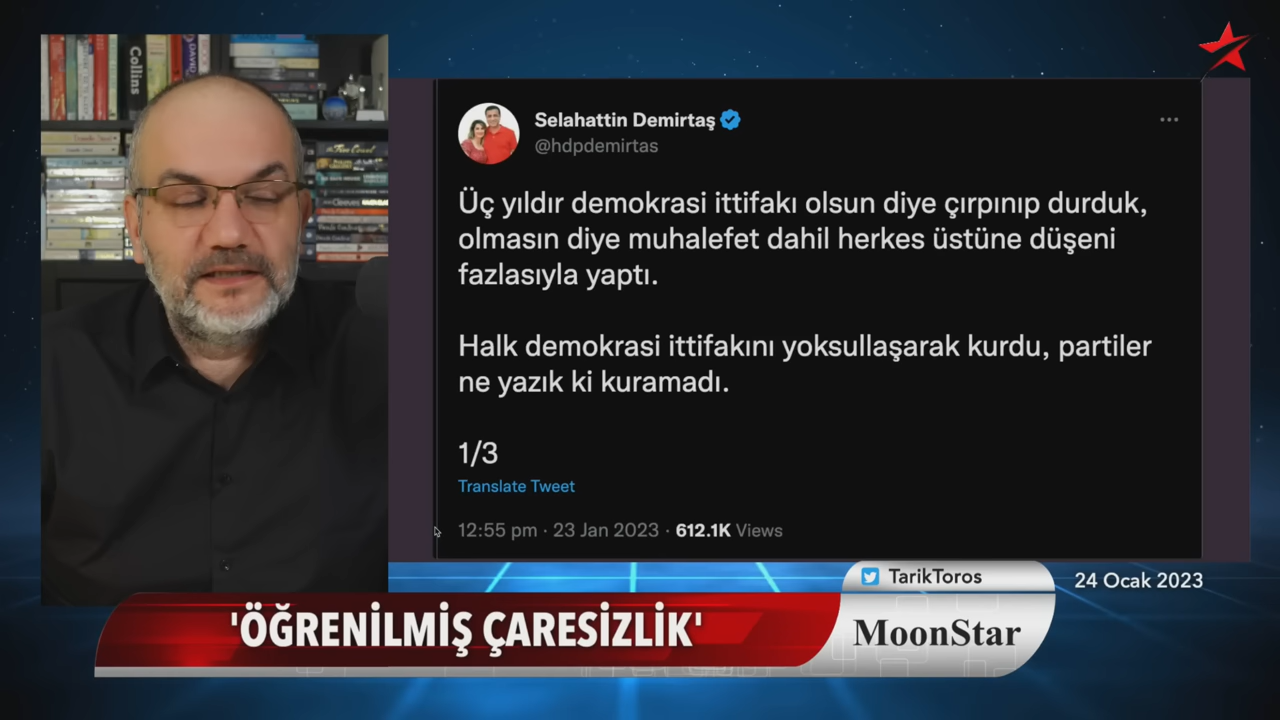 Collins
Selahattin Demirtaş
@hdpdemirtas
Üç yıldır demokrasi ittifakı olsun diye çırpınıp durduk,
olmasın diye muhalefet dahil herkes üstüne düşeni
fazlasıyla yaptı.
Halk demokrasi ittifakını yoksullaşarak kurdu, partiler
ne yazık ki kuramadı.
1/3
Translate Tweet
12:55 pm · 23 Jan 2023 · 612.1K Views
TarikToros
24 Ocak 2023
'ÖĞRENİLMİŞ ÇARESİZLİK'
MoonStar